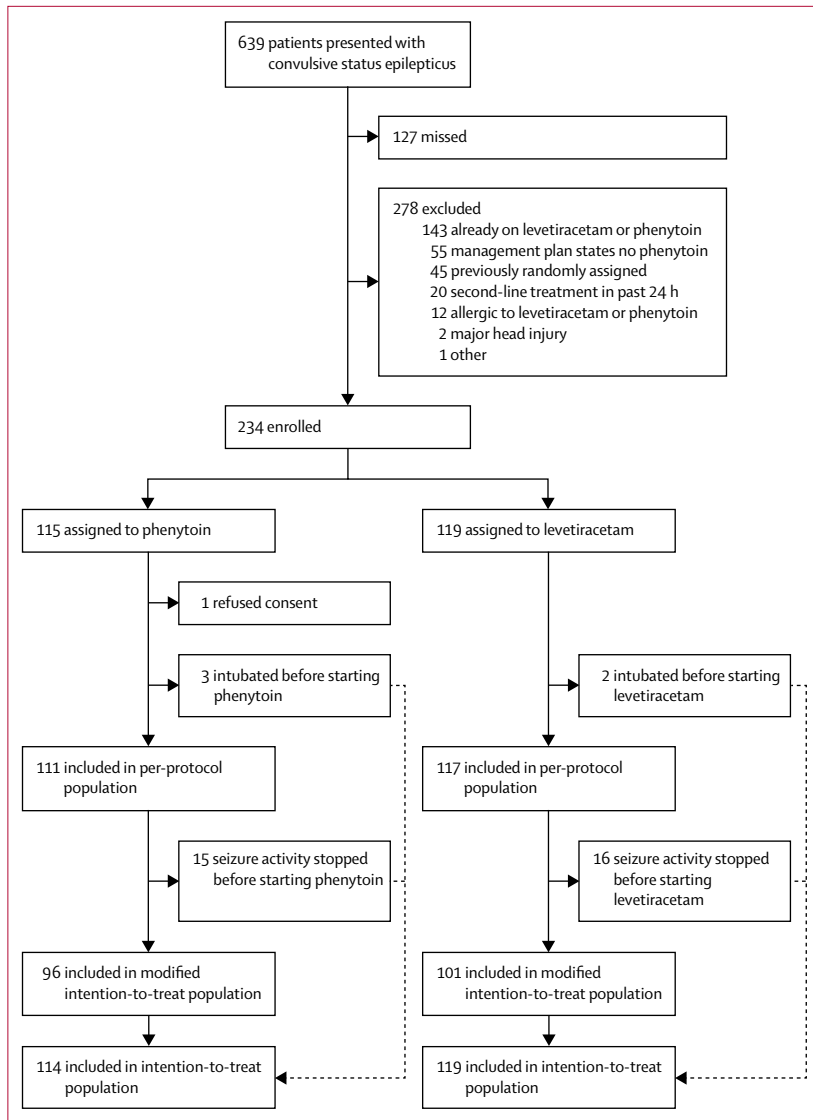 639 patients presented with
convulsive status epilepticus
127 missed
278 excluded
143 already on levetiracetam or phenytoin
55 management plan states no phenytoin
45 previously randomly assigned
20 second-line treatment in past 24 h
12 allergic to levetiracetam or phenytoin
2 major head injury
1 other
234 enrolled
115 assigned to phenytoin
119 assigned to levetiracetam
1 refused consent
3 intubated before starting
phenytoin
2 intubated before starting
levetiracetam
111 included in per-protocol
population
117 included in per-protocol
population
15 seizure activity stopped
before starting phenytoin
16 seizure activity stopped
before starting
levetiracetam
96 included in modified
intention-to-treat population
101 included in modified
intention-to-treat population
114 included in intention-to-treat
population
119 included in intention-to-treat
population